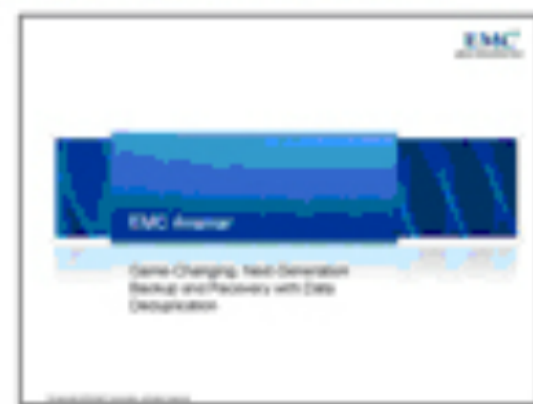 EMC
EMC Avamar
Game-Changing, Next-Generation
Backup and Recovery with Data
Deduplication